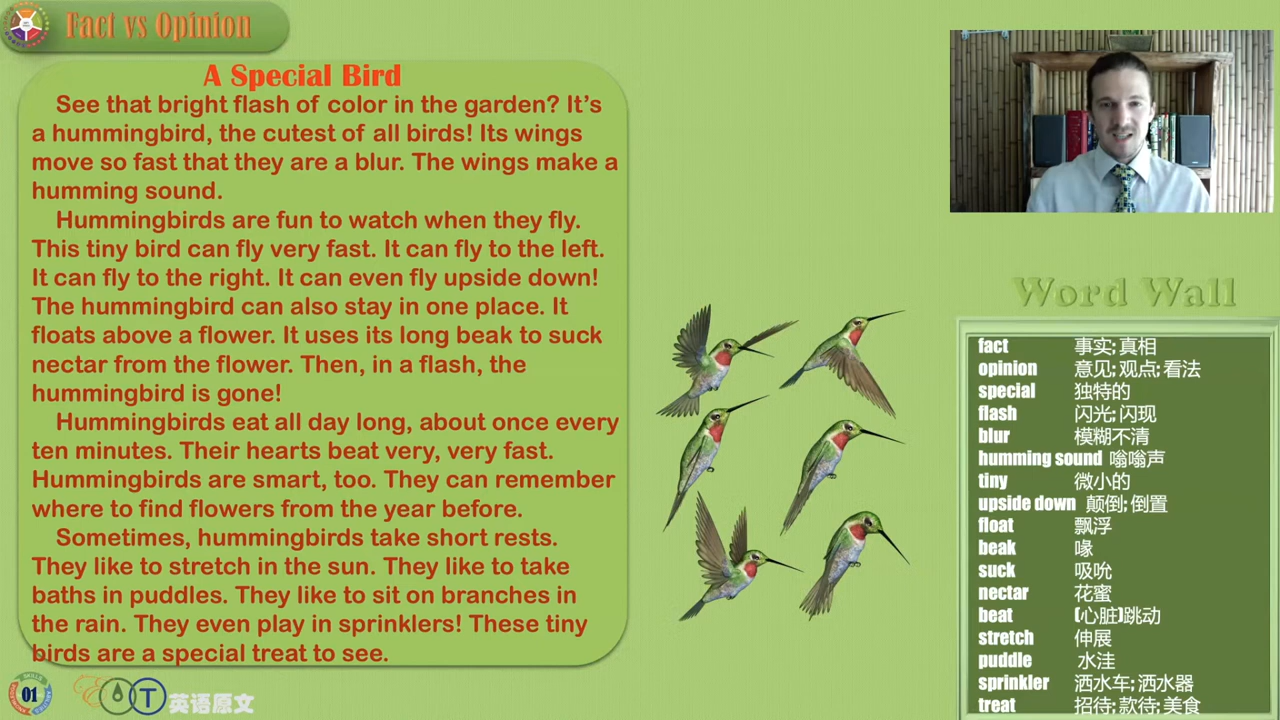 Fact vs Opinion
A Special Bird
See that bright flash of color in the garden? It's
a hummingbird, the cutest of all birds! Its wings
move so fast that they are a blur. The wings make a
humming sound.
Hummingbirds are fun to watch when they fly.
This tiny bird can fly very fast. It can fly to the left.
It can fly to the right. It can even fly upside down!
The hummingbird can also stay in one place. It
floats above a flower. It uses its long beak to suck
nectar from the flower. Then, in a flash, the
hummingbird is gone!
Hummingbirds eat all day long, about once every
ten minutes. Their hearts beat very, very fast.
Hummingbirds are smart, too. They can remember
where to find flowers from the year before.
Sometimes, hummingbirds take short rests.
They like to stretch in the sun. They like to take
baths in puddles. They like to sit on branches in
the rain. They even play in sprinklers! These tiny
birds are a special treat to see.
Word Wall
fact 事实; 真相
opinion 意见; 观点; 看法
special 独特的
flash 闪光; 闪现
blur 模糊不清
humming sound 嗡嗡声
tiny 微小的
upside down 颠倒; 倒置
float 飘浮
beak 喙
suck 吸吮
nectar 花蜜
beat (心脏)跳动
stretch 伸展
puddle 水洼
sprinkler 洒水车; 洒水器
treat 招待; 款待; 美食
01
T
英语原文